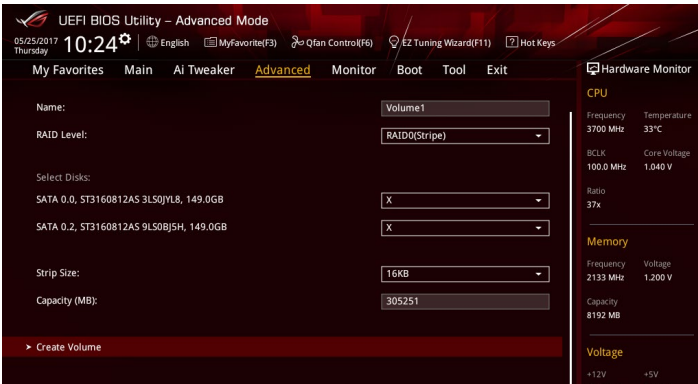 UEFI BIOS Utility – Advanced Mode
05/25/2017 Thursday 10:24 English MyFavorite(F3) Qfan Control(F6) EZ Tuning Wizard(F11) ? Hot Keys
My Favorites Main Ai Tweaker Advanced Monitor Boot Tool Exit
Hardware Monitor
Name: Volume1
RAID Level: RAID0(Stripe)
Select Disks:
SATA 0.0, ST3160812AS 3LS0JYL8, 149.0GB X
SATA 0.2, ST3160812AS 9LS0BJ5H, 149.0GB X
Strip Size: 16KB
Capacity (MB): 305251
> Create Volume
CPU
Frequency Temperature
3700 MHz 33°C
BCLK Core Voltage
100.0 MHz 1.040 V
Ratio
37x
Memory
Frequency Voltage
2133 MHz 1.200 V
Capacity
8192 MB
Voltage
+12V +5V